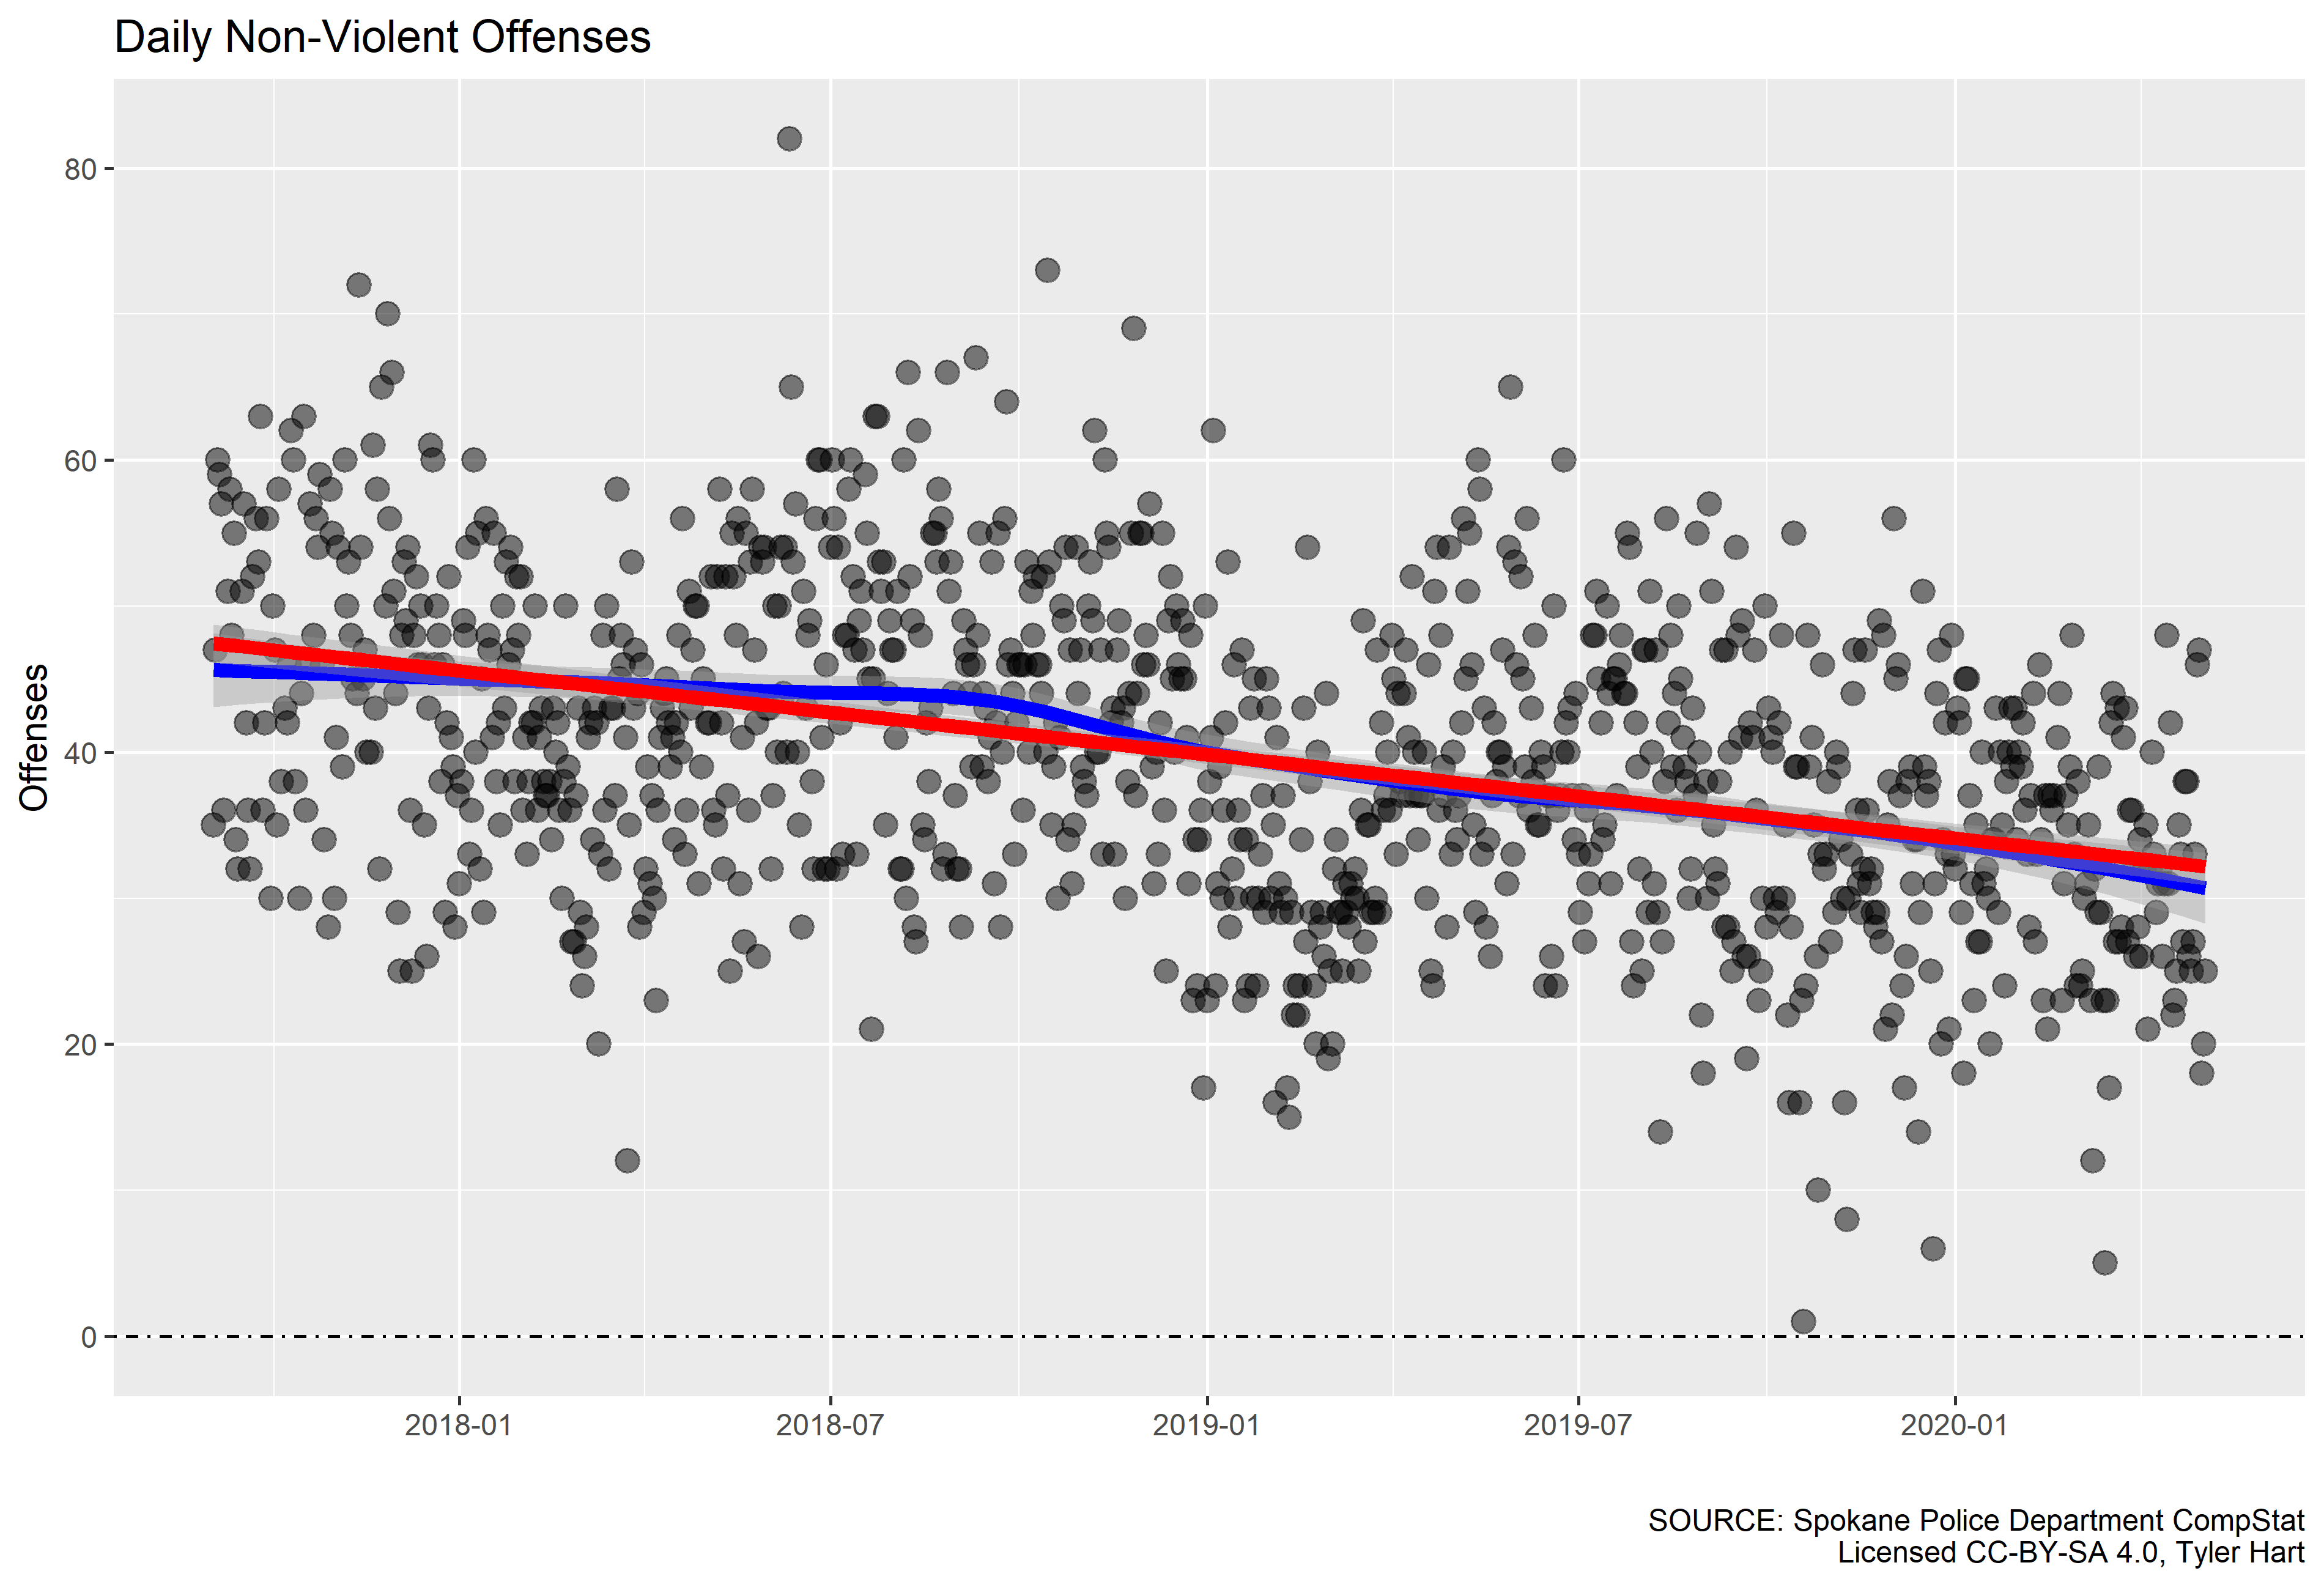 Daily Non-Violent Offenses
Offenses
80
60
40
20
0
2018-01
2018-07
2019-01
2019-07
2020-01
SOURCE: Spokane Police Department CompStat
Licensed CC-BY-SA 4.0, Tyler Hart